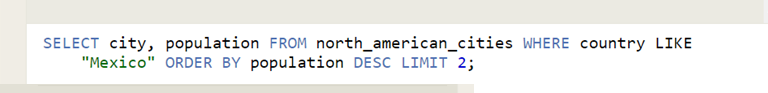 SELECT city, population FROM north_american_cities WHERE country LIKE
"Mexico" ORDER BY population DESC LIMIT 2;